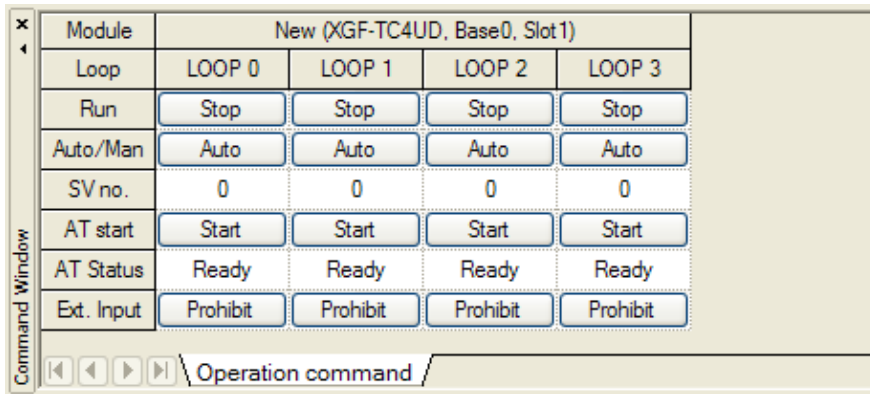 Module New (XGF-TC4UD, Base0, Slot1)
Loop LOOP 0 LOOP 1 LOOP 2 LOOP 3
Run Stop Stop Stop Stop
Auto/Man Auto Auto Auto Auto
SV no. 0 0 0 0
AT start Start Start Start Start
AT Status Ready Ready Ready Ready
Ext. Input Prohibit Prohibit Prohibit Prohibit
Operation command
Command Window